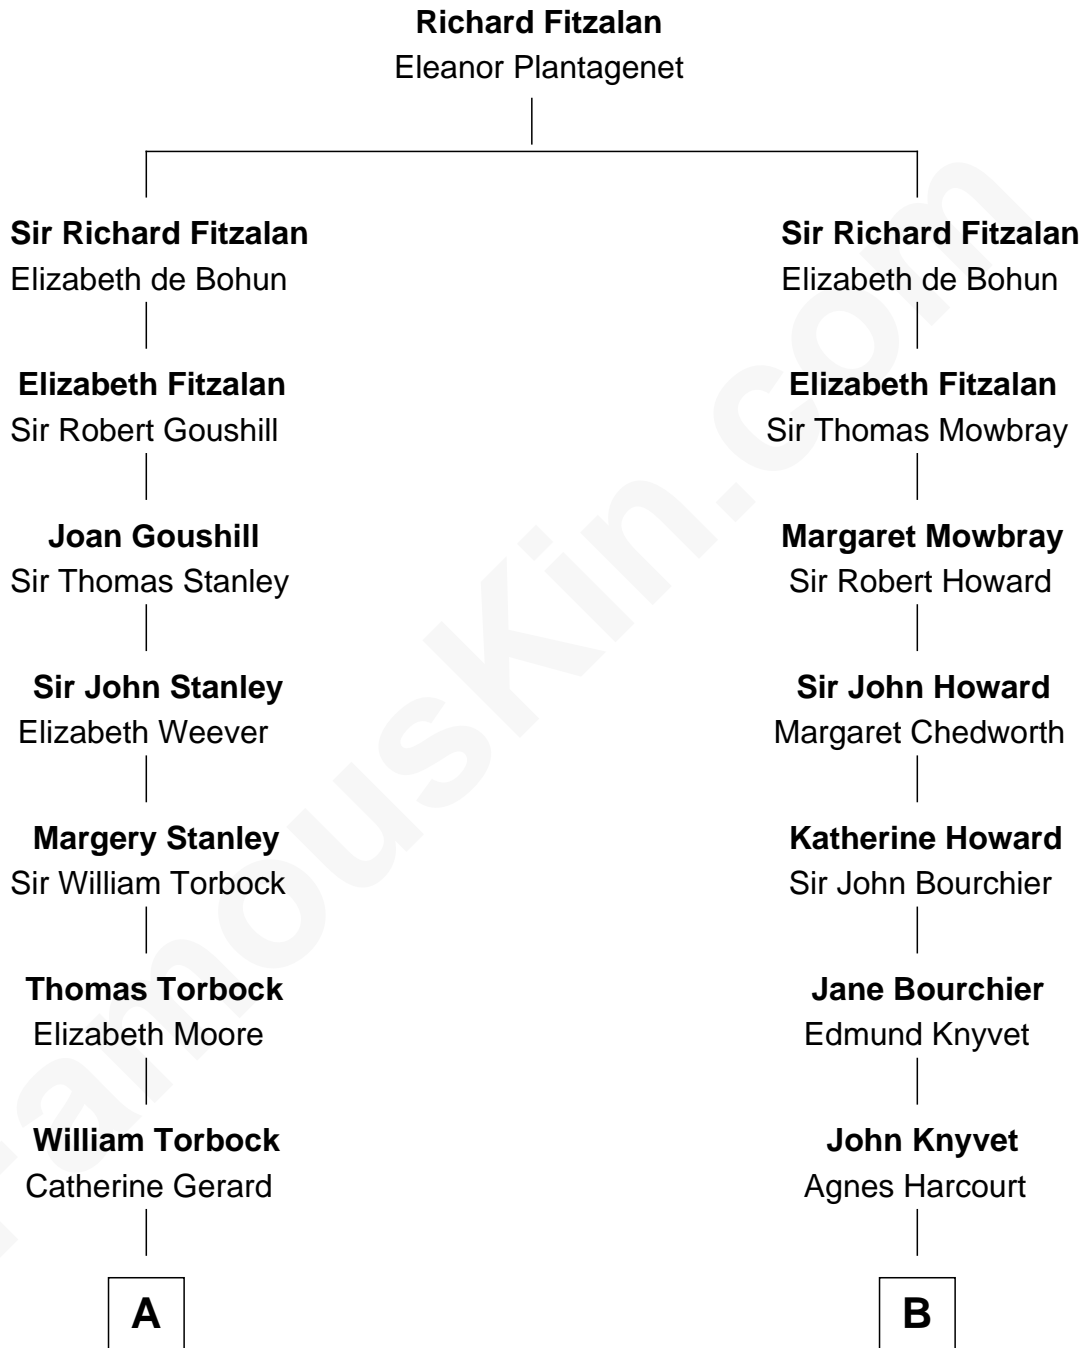 Richard Fitzalan
Eleanor Plantagenet
Sir Richard Fitzalan
Elizabeth de Bohun
Elizabeth Fitzalan
Sir Robert Goushill
Joan Goushill
Sir Thomas Stanley
Sir John Stanley
Elizabeth Weever
Margery Stanley
Sir William Torbock
Thomas Torbock
Elizabeth Moore
William Torbock
Catherine Gerard
A
Sir Richard Fitzalan
Elizabeth de Bohun
Elizabeth Fitzalan
Sir Thomas Mowbray
Margaret Mowbray
Sir Robert Howard
Sir John Howard
Margaret Chedworth
Katherine Howard
Sir John Bourchier
Jane Bourchier
Edmund Knyvet
John Knyvet
Agnes Harcourt
B
FamousKin.com